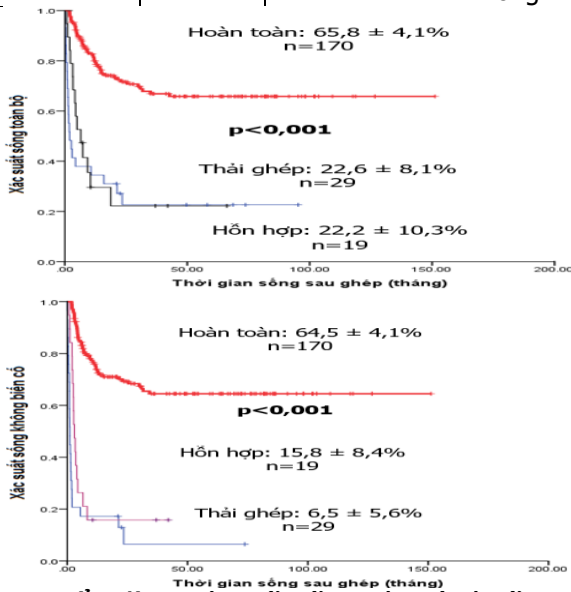 Xác suất sống toàn bộ
1.0
0.8
0.6
0.4
0.2
0.0
Hoàn toàn: 65,8 ± 4,1%
n=170
p<0,001
Thải ghép: 22,6 ± 8,1%
n=29
Hỗn hợp: 22,2 ± 10,3%
n=19
.00 50.00 100.00 150.00 200.00
Thời gian sống sau ghép (tháng)
Xác suất sống không biến cố
1.0
0.8
0.6
0.4
0.2
0.0
Hoàn toàn: 64,5 ± 4,1%
n=170
p<0,001
Hỗn hợp: 15,8 ± 8,4%
n=19
Thải ghép: 6,5 ± 5,6%
n=29
.00 50.00 100.00 150.00 200.00
Thời gian sống sau ghép (tháng)